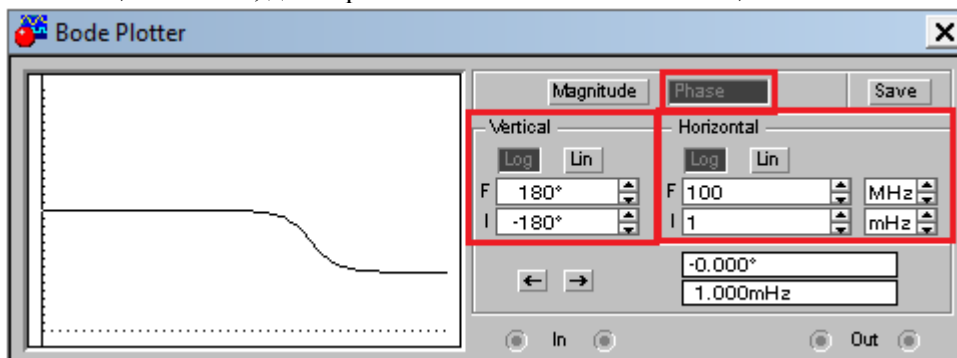 Bode Plotter
Magnitude Phase Save
Vertical Horizontal
Log Lin Log Lin
F 180° F 100 MHz
I -180° I 1 mHz
← → -0.000°
1.000mHz
In Out